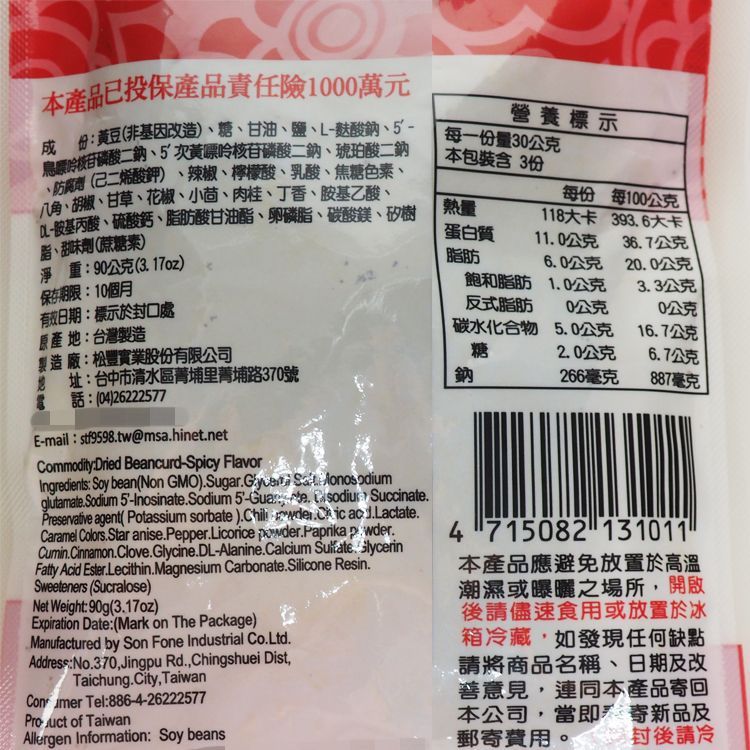 本產品已投保產品責任險1000萬元
成 份：黃豆(非基因改造)、糖、甘油、鹽、L-麩酸鈉、5´-
鳥嘌呤核苷磷酸二鈉、5´次黃嘌呤核苷磷酸二鈉、琥珀酸二鈉
、防腐劑(己二烯酸鉀)、辣椒、檸檬酸、乳酸、焦糖色素、
八角、胡椒、甘草、花椒、小茴、肉桂、丁香、胺基乙酸、
DL-胺基丙酸、硫酸鈣、脂肪酸甘油酯、卵磷脂、碳酸鎂、矽樹
脂、甜味劑(蔗糖素)
淨 重：90公克(3.17oz)
保存期限：10個月
有效日期：標示於封口處
原產地：台灣製造
製造廠：松豐實業股份有限公司
地 址：台中市清水區菁埔里菁埔路370號
電 話：(04)26222577
E-mail：stf9598.tw@msa.hinet.net
Commodity:Dried Beancurd-Spicy Flavor
Ingredients: Soy bean(Non GMO).Sugar.Glycerol Salt.Monosodium
glutamate.Sodium 5'-Inosinate.Sodium 5'-Guanylate. Disodium Succinate.
Preservative agent( Potassium sorbate ).Chili powder.Citric acid.Lactate.
Caramel Colors.Star anise.Pepper.Licorice powder.Paprika powder.
Cumin.Cinnamon.Clove.Glycine.DL-Alanine.Calcium Sulfate.Glycerin
Fatty Acid Ester.Lecithin.Magnesium Carbonate.Silicone Resin.
Sweeteners (Sucralose)
Net Weight:90g(3.17oz)
Expiration Date:(Mark on The Package)
Manufactured by Son Fone Industrial Co.Ltd.
Address:No.370,Jingpu Rd.,Chingshuei Dist,
Taichung.City,Taiwan
Consumer Tel:886-4-26222577
Product of Taiwan
Allergen Information: Soy beans
營養標示
每一份量30公克
本包裝含 3份
每份 每100公克
熱量 118大卡 393.6大卡
蛋白質 11.0公克 36.7公克
脂肪 6.0公克 20.0公克
飽和脂肪 1.0公克 3.3公克
反式脂肪 0公克 0公克
碳水化合物 5.0公克 16.7公克
糖 2.0公克 6.7公克
鈉 266毫克 887毫克
4 715082 131011
本產品應避免放置於高溫
潮濕或曝曬之場所，開啟
後請儘速食用或放置於冰
箱冷藏，如發現任何缺點
請將商品名稱、日期及改
善意見，連同本產品寄回
本公司，當即奉寄新品及
郵寄費用。 封後請冷